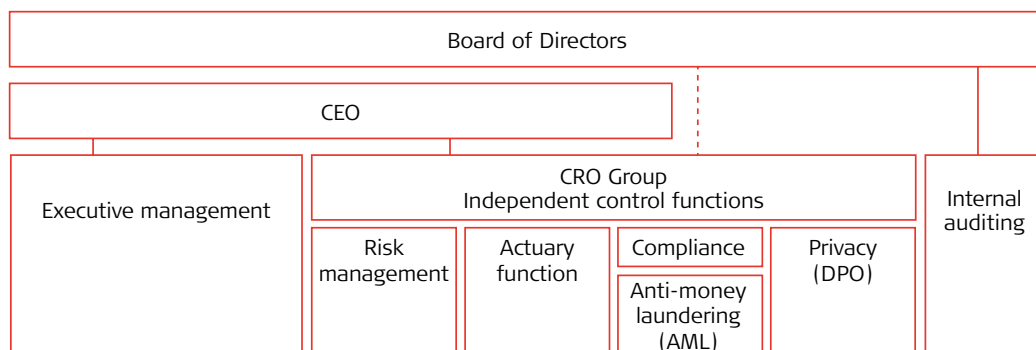 Board of Directors
CEO
Executive management
CRO Group
Independent control functions
Internal
auditing
Risk
management
Actuary
function
Compliance
Privacy
(DPO)
Anti-money
laundering
(AML)